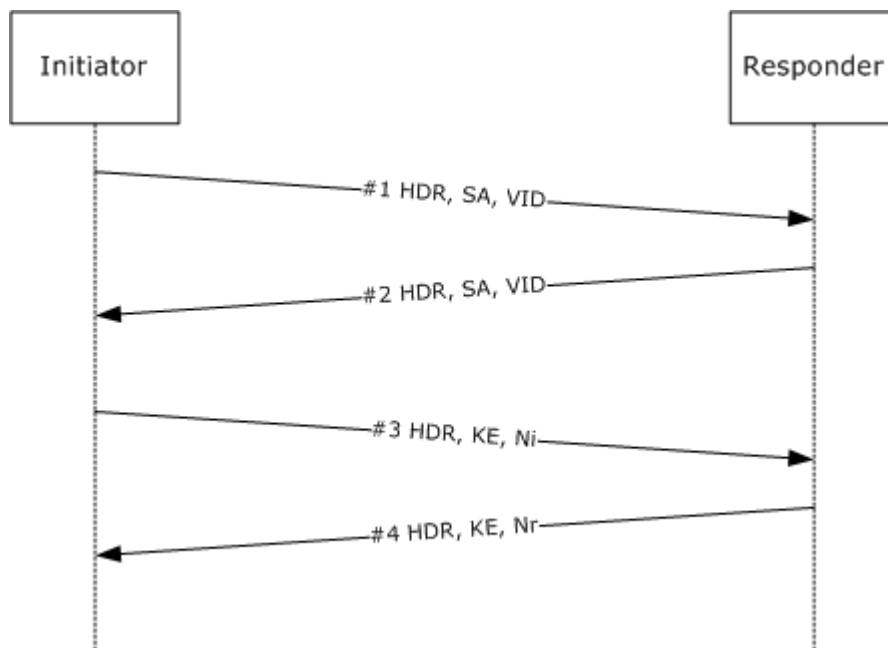 Initiator
Responder
#1 HDR, SA, VID
#2 HDR, SA, VID
#3 HDR, KE, Ni
#4 HDR, KE, Nr